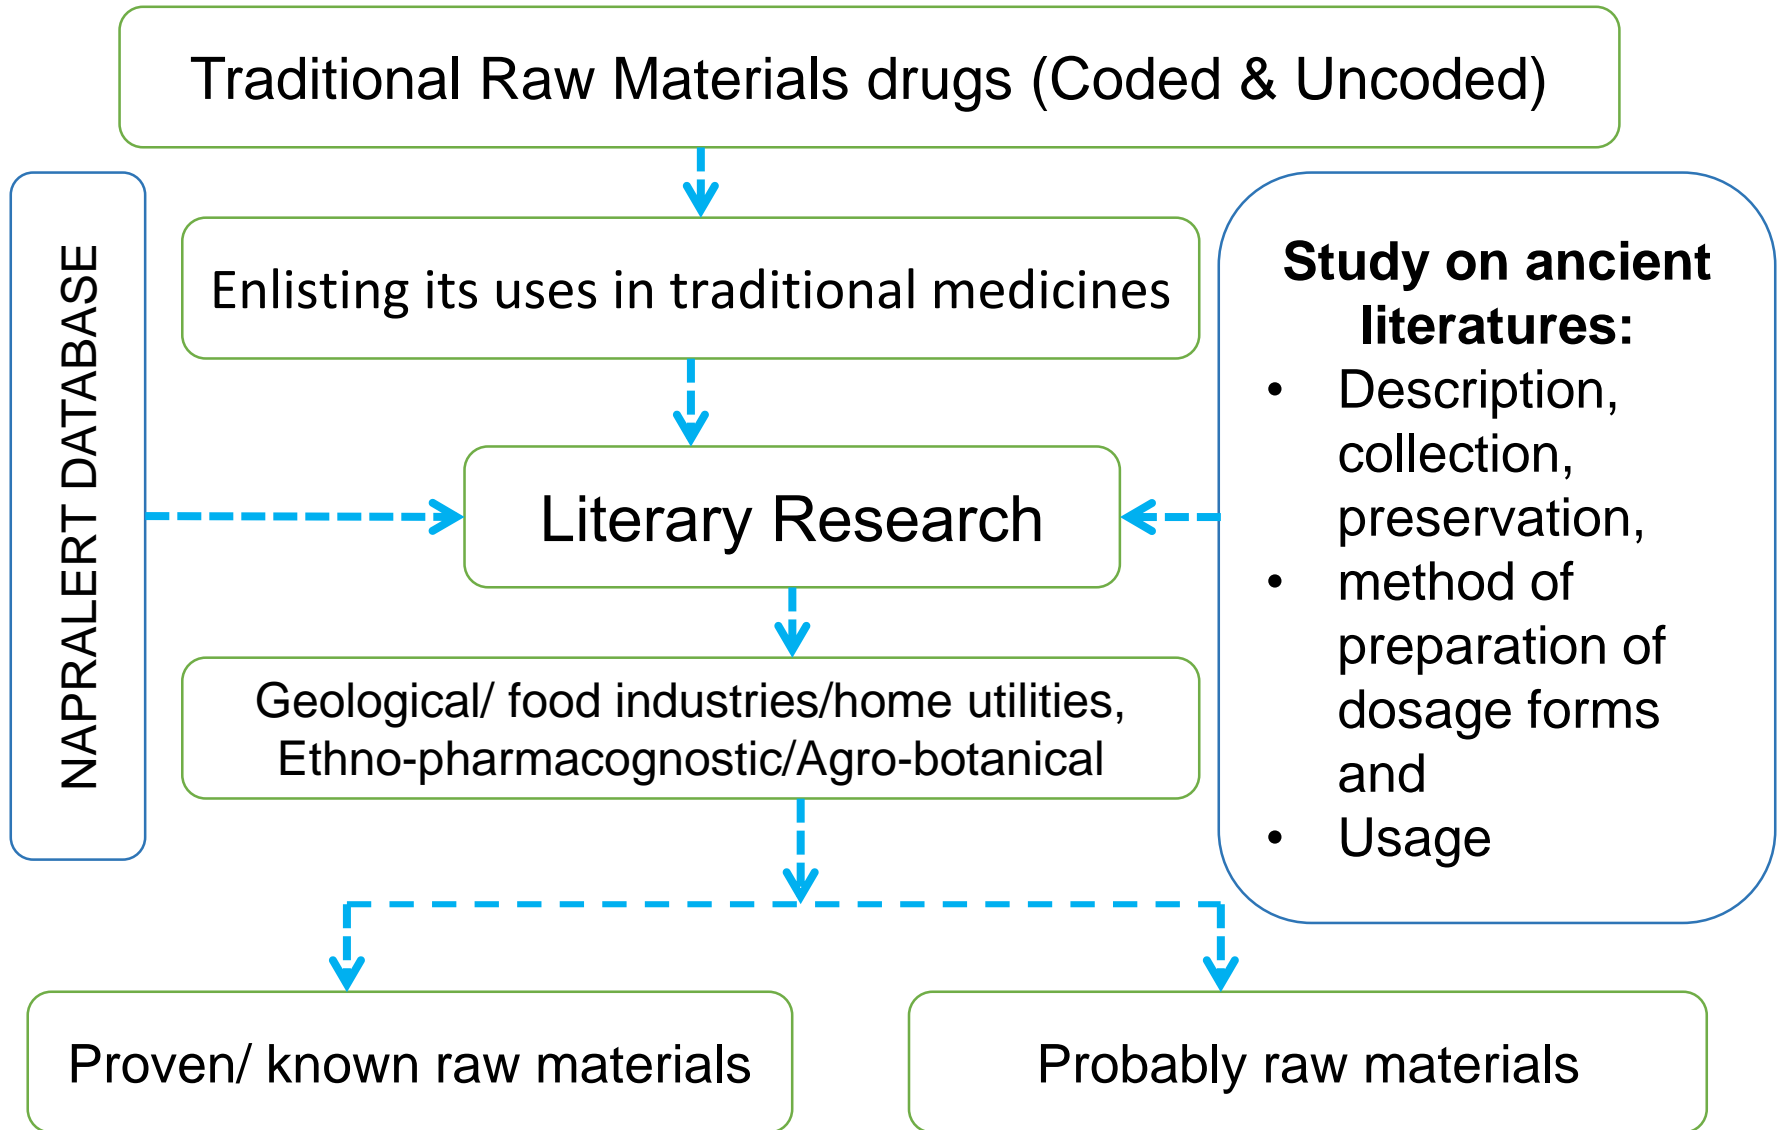 Traditional Raw Materials drugs (Coded & Uncoded)
NAPRALERT DATABASE
Enlisting its uses in traditional medicines
Literary Research
Geological/ food industries/home utilities,
Ethno-pharmacognostic/Agro-botanical
Study on ancient
literatures:
• Description,
collection,
preservation,
• method of
preparation of
dosage forms
and
• Usage
Proven/ known raw materials
Probably raw materials